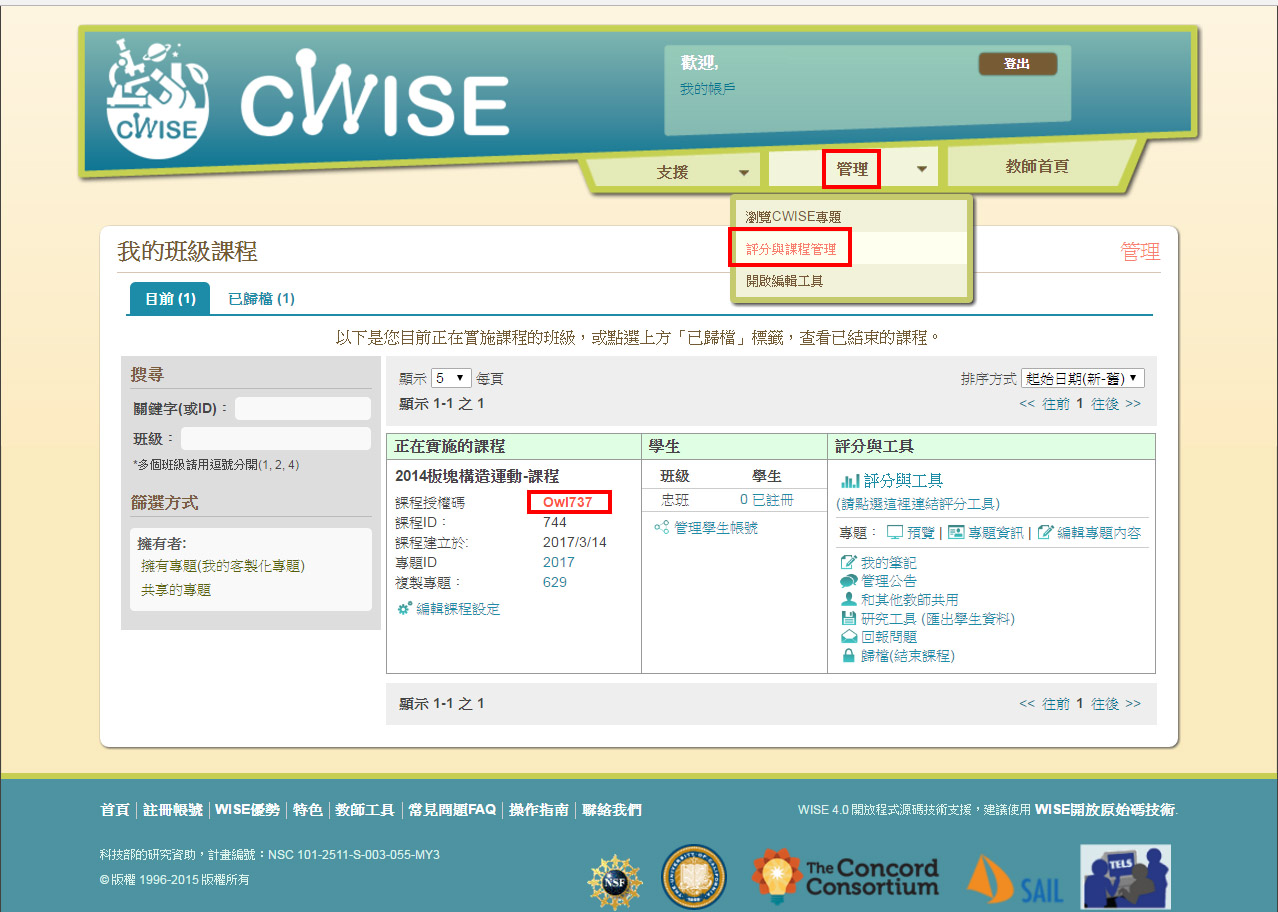 CWISE
CWISE
歡迎,
登出
我的帳戶
支援
管理
教師首頁
瀏覽CWISE專題
評分與課程管理
開啟編輯工具
我的班級課程
管理
目前 (1)
已歸檔 (1)
以下是您目前正在實施課程的班級，或點選上方「已歸檔」標籤，查看已結束的課程。
搜尋
關鍵字(或ID)：
班級：
*多個班級請用逗號分開(1, 2, 4)
篩選方式
擁有者:
擁有專題(我的客製化專題)
共享的專題
顯示 5 每頁
排序方式 起始日期(新-舊)
顯示 1-1 之 1
<< 往前 1 往後 >>
正在實施的課程
學生
評分與工具
2014板塊構造運動-課程
課程授權碼 Owl737
課程ID： 744
課程建立於: 2017/3/14
專題ID 2017
複製專題： 629
編輯課程設定
班級 學生
忠班 0 已註冊
管理學生帳號
評分與工具
(請點選這裡連結評分工具)
專題： 預覽 | 專題資訊 | 編輯專題內容
我的筆記
管理公告
和其他教師共用
研究工具 (匯出學生資料)
回報問題
歸檔(結束課程)
顯示 1-1 之 1
<< 往前 1 往後 >>
首頁 | 註冊帳號 | WISE優勢 | 特色 | 教師工具 | 常見問題FAQ | 操作指南 | 聯絡我們
WISE 4.0 開放程式源碼技術支援，建議使用 WISE開放原始碼技術.
科技部的研究資助，計畫編號：NSC 101-2511-S-003-055-MY3
© 版權 1996-2015 版權所有
NSF
The Concord
Consortium
SAIL
TELS